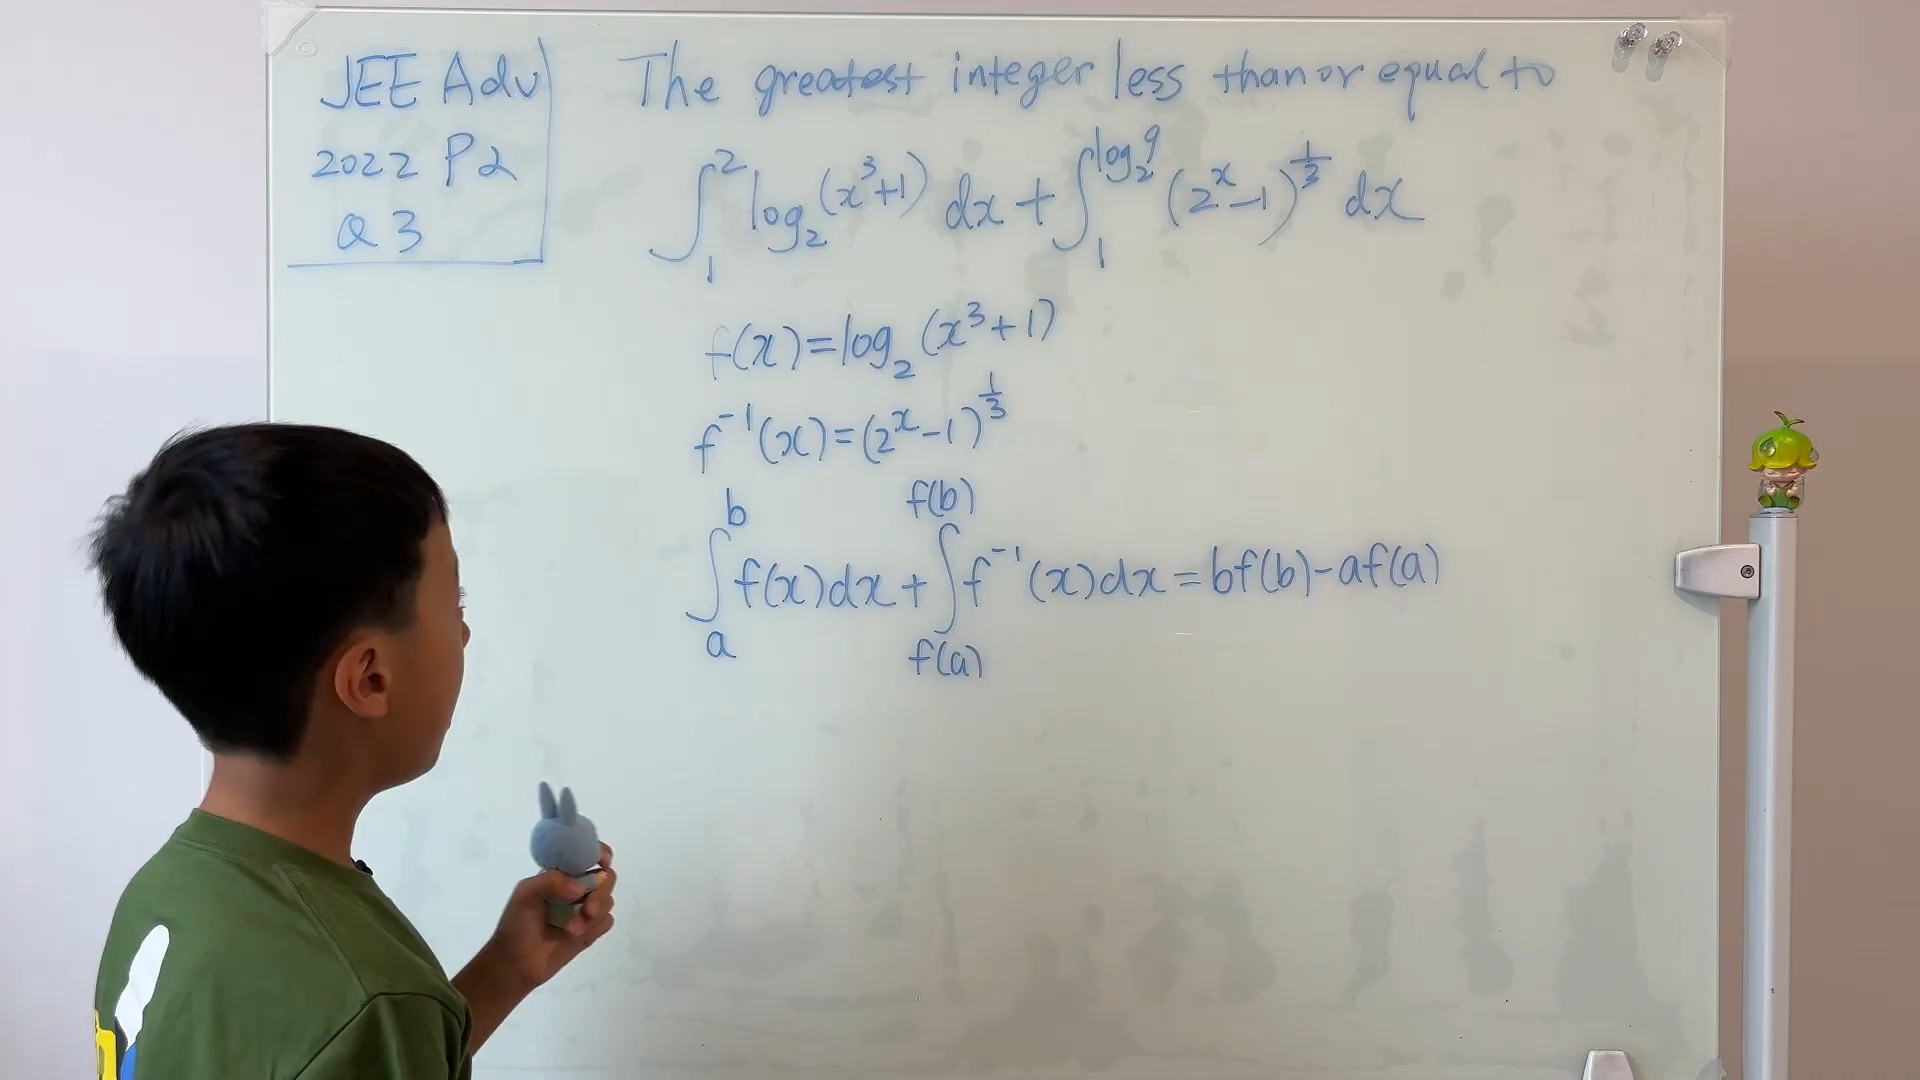 JEE Adv
2022 P2
Q3
The greatest integer less than or equal to
∫₁² log₂(x³+1) dx + ∫₁^{log₂9} (2ˣ-1)^{1/3} dx
f(x)=log₂(x³+1)
f⁻¹(x)=(2ˣ-1)^{1/3}
∫ₐᵇ f(x)dx + ∫_{f(a)}^{f(b)} f⁻¹(x)dx = bf(b)-af(a)